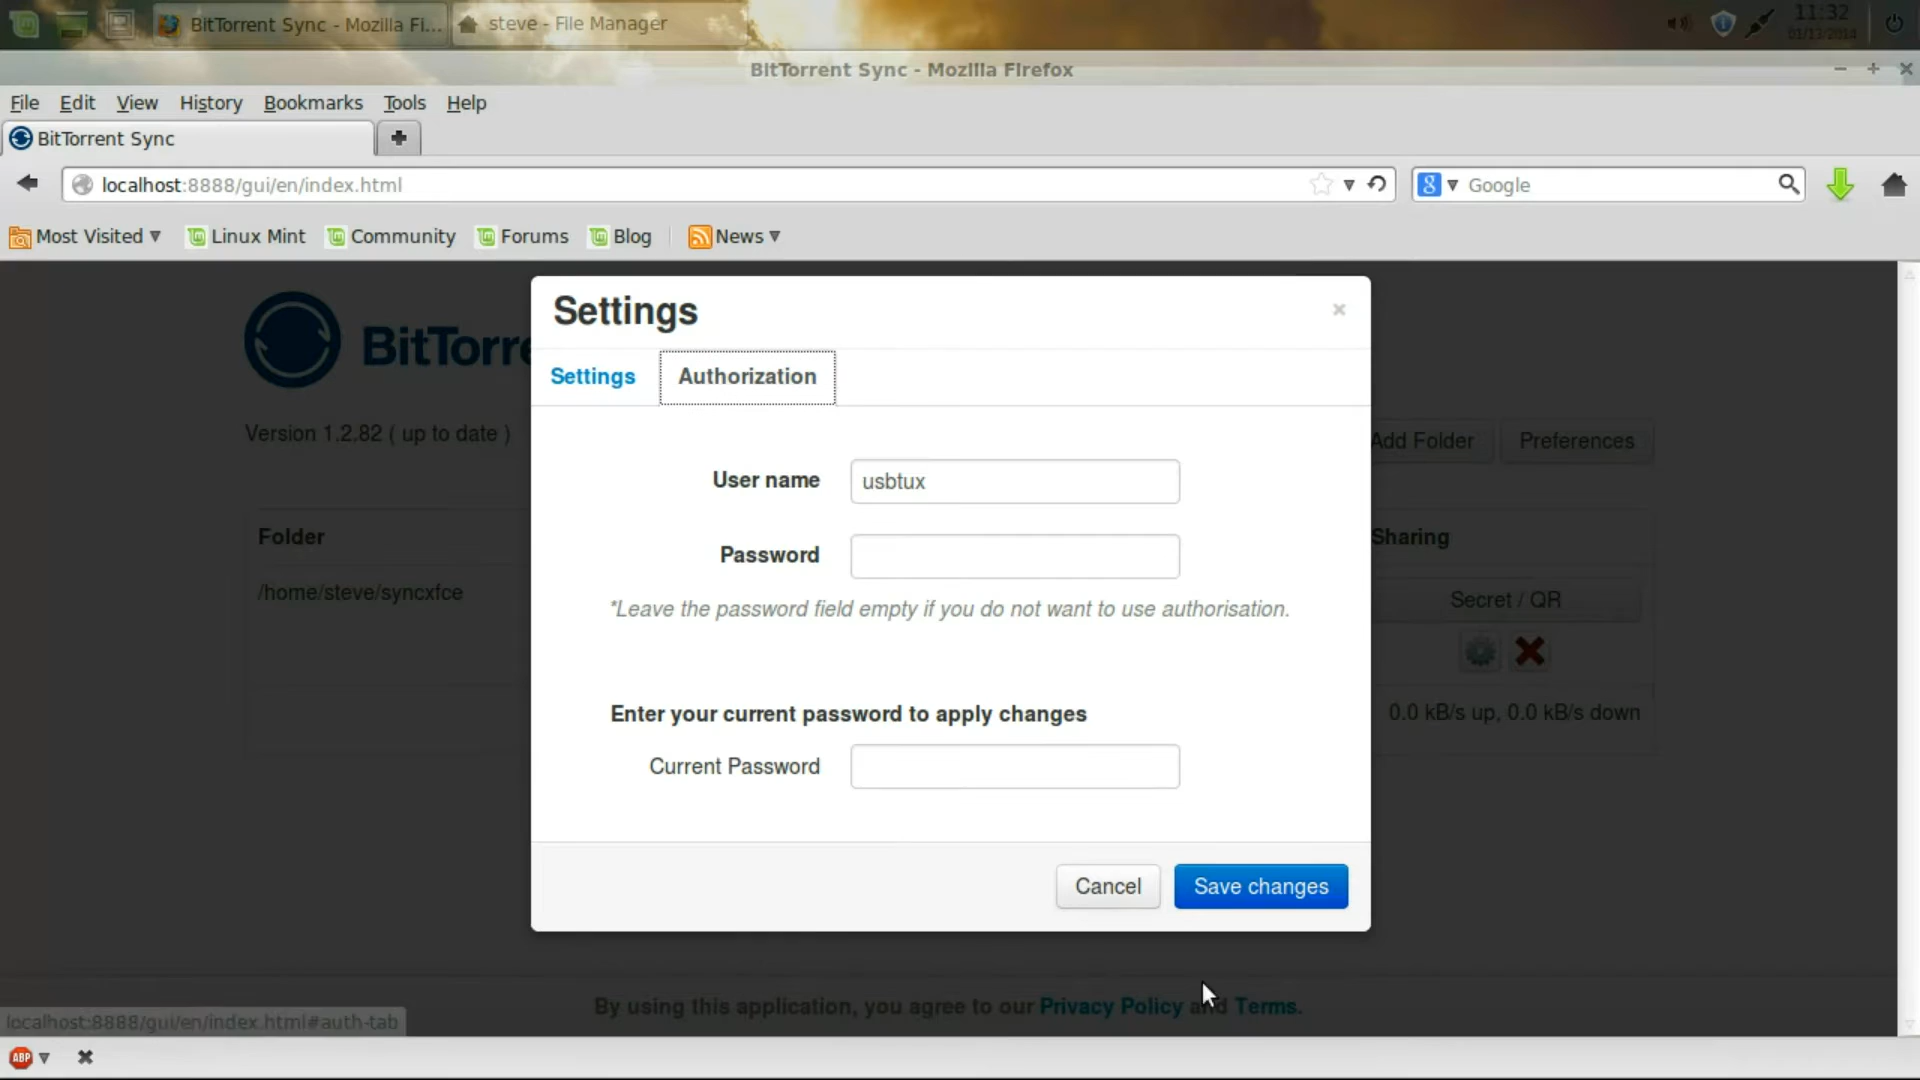 BitTorrent Sync - Mozilla Fi...
steve - File Manager
11:32
01/13/2014
BitTorrent Sync - Mozilla Firefox
File Edit View History Bookmarks Tools Help
BitTorrent Sync
localhost:8888/gui/en/index.html
Google
Most Visited
Linux Mint
Community
Forums
Blog
News
Settings
BitTorre
Settings
Authorization
Version 1.2.82 ( up to date )
Add Folder
Preferences
User name
usbtux
Folder
Sharing
Password
/home/steve/syncxfce
Secret / QR
*Leave the password field empty if you do not want to use authorisation.
Enter your current password to apply changes
0.0 kB/s up, 0.0 kB/s down
Current Password
Cancel
Save changes
By using this application, you agree to our Privacy Policy and Terms.
localhost:8888/gui/en/index.html#auth-tab
ABP